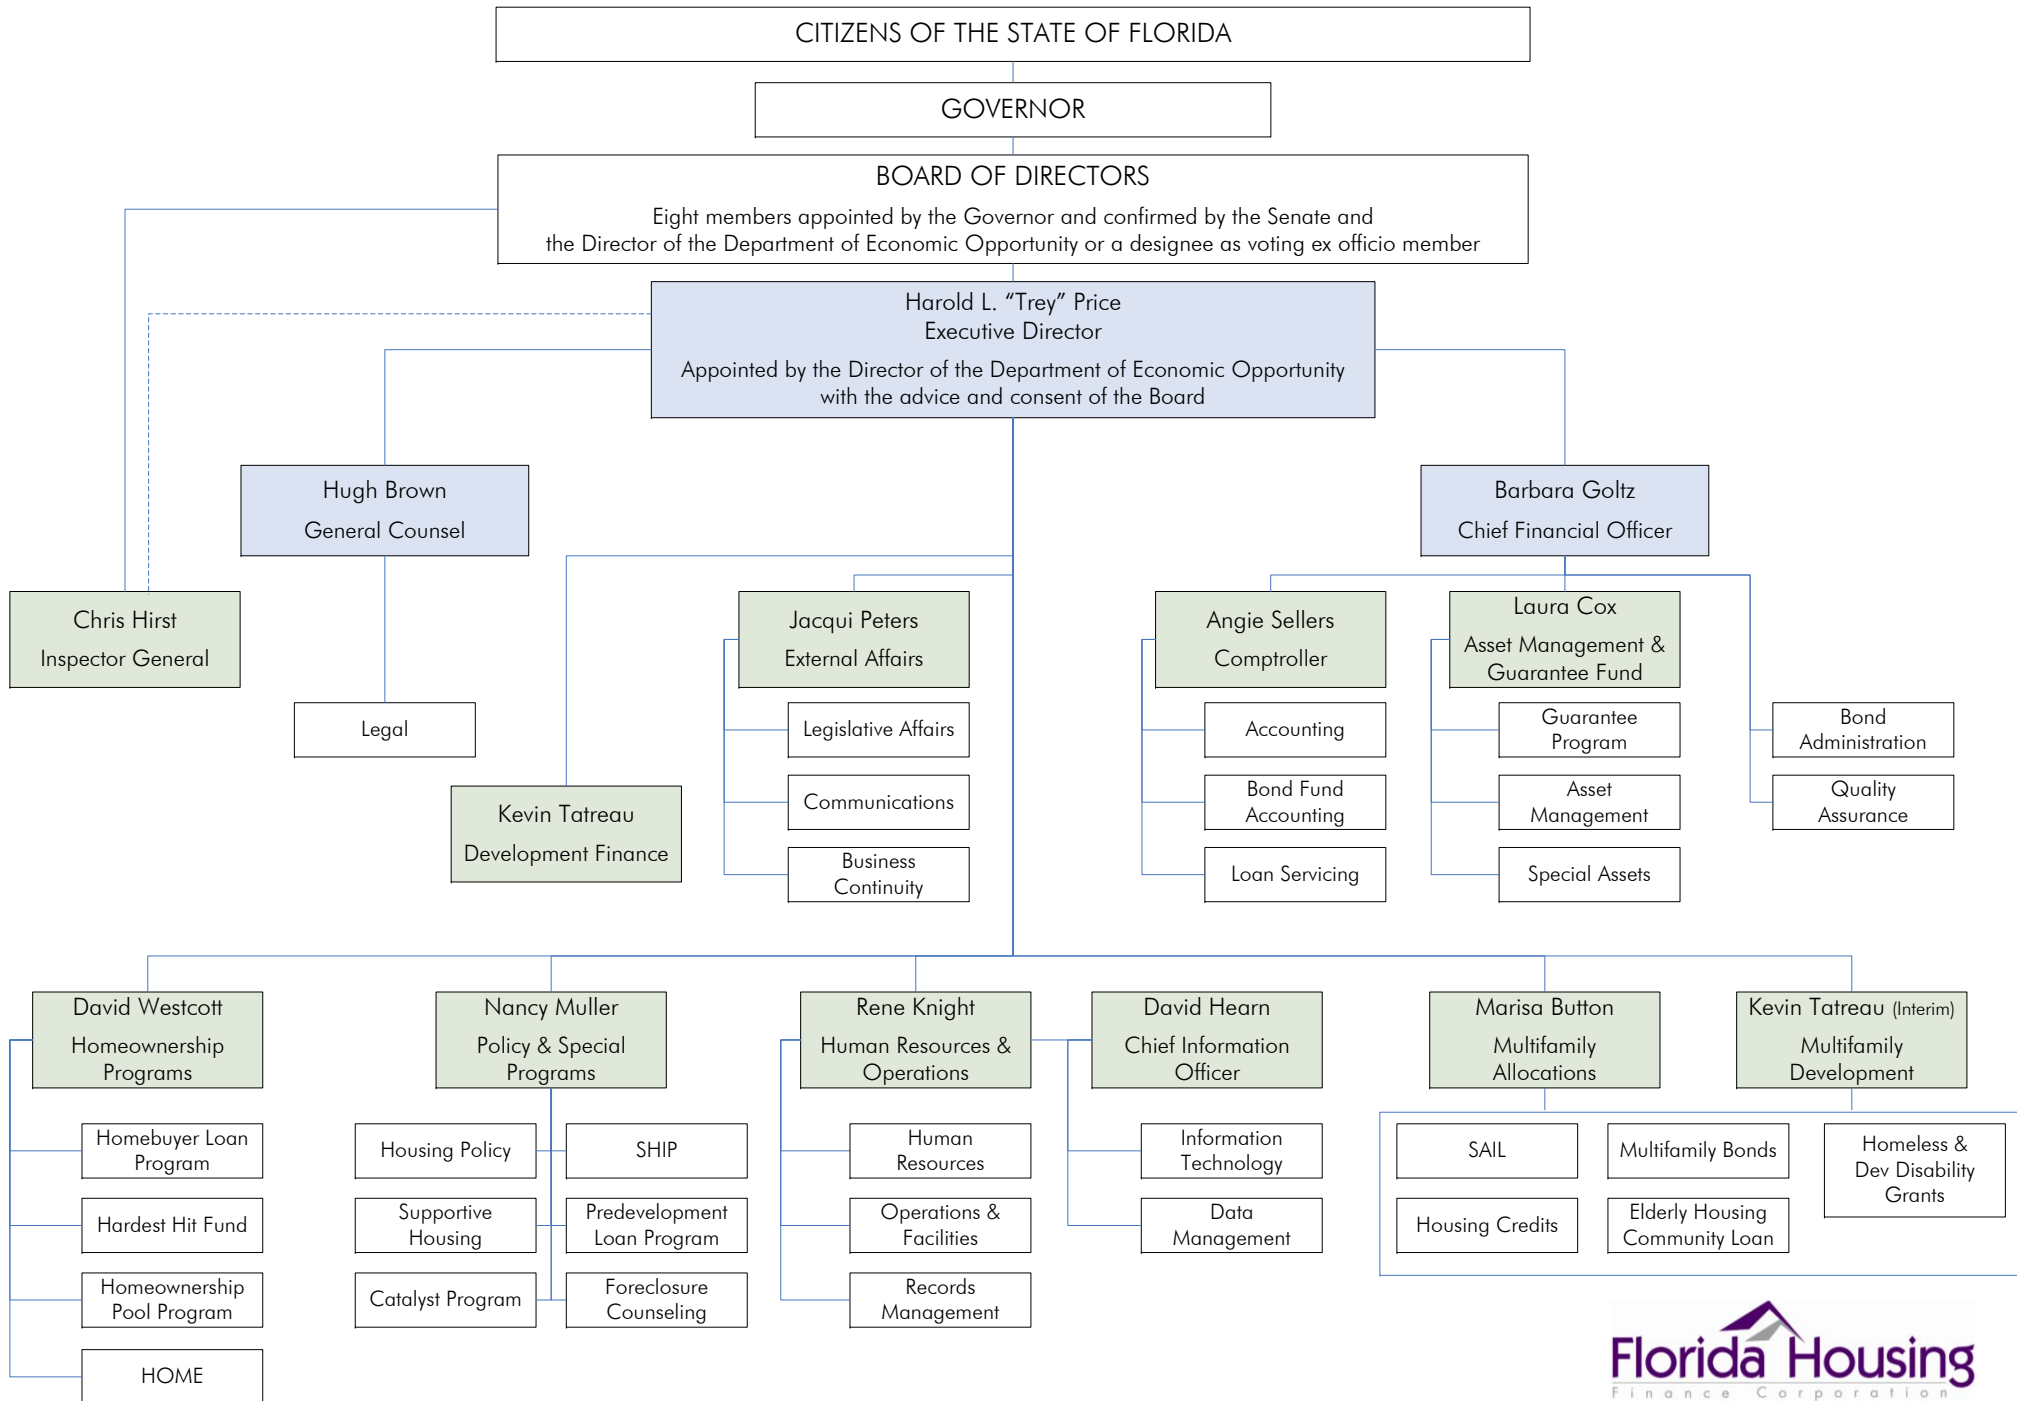 CITIZENS OF THE STATE OF FLORIDA
GOVERNOR
BOARD OF DIRECTORS
Eight members appointed by the Governor and confirmed by the Senate and
the Director of the Department of Economic Opportunity or a designee as voting ex officio member
Harold L. “Trey” Price
Executive Director
Appointed by the Director of the Department of Economic Opportunity
with the advice and consent of the Board
Hugh Brown
General Counsel
Barbara Goltz
Chief Financial Officer
Chris Hirst
Inspector General
Legal
Kevin Tatreau
Development Finance
Jacqui Peters
External Affairs
Legislative Affairs
Communications
Business
Continuity
Angie Sellers
Comptroller
Accounting
Bond Fund
Accounting
Loan Servicing
Laura Cox
Asset Management &
Guarantee Fund
Guarantee
Program
Asset
Management
Special Assets
Bond
Administration
Quality
Assurance
David Westcott
Homeownership
Programs
Homebuyer Loan
Program
Hardest Hit Fund
Homeownership
Pool Program
HOME
Nancy Muller
Policy & Special
Programs
Housing Policy
SHIP
Supportive
Housing
Predevelopment
Loan Program
Catalyst Program
Foreclosure
Counseling
Rene Knight
Human Resources &
Operations
Human
Resources
Operations &
Facilities
Records
Management
David Hearn
Chief Information
Officer
Information
Technology
Data
Management
Marisa Button
Multifamily
Allocations
Kevin Tatreau (Interim)
Multifamily
Development
SAIL
Multifamily Bonds
Homeless &
Dev Disability
Grants
Housing Credits
Elderly Housing
Community Loan
Florida Housing
Finance Corporation